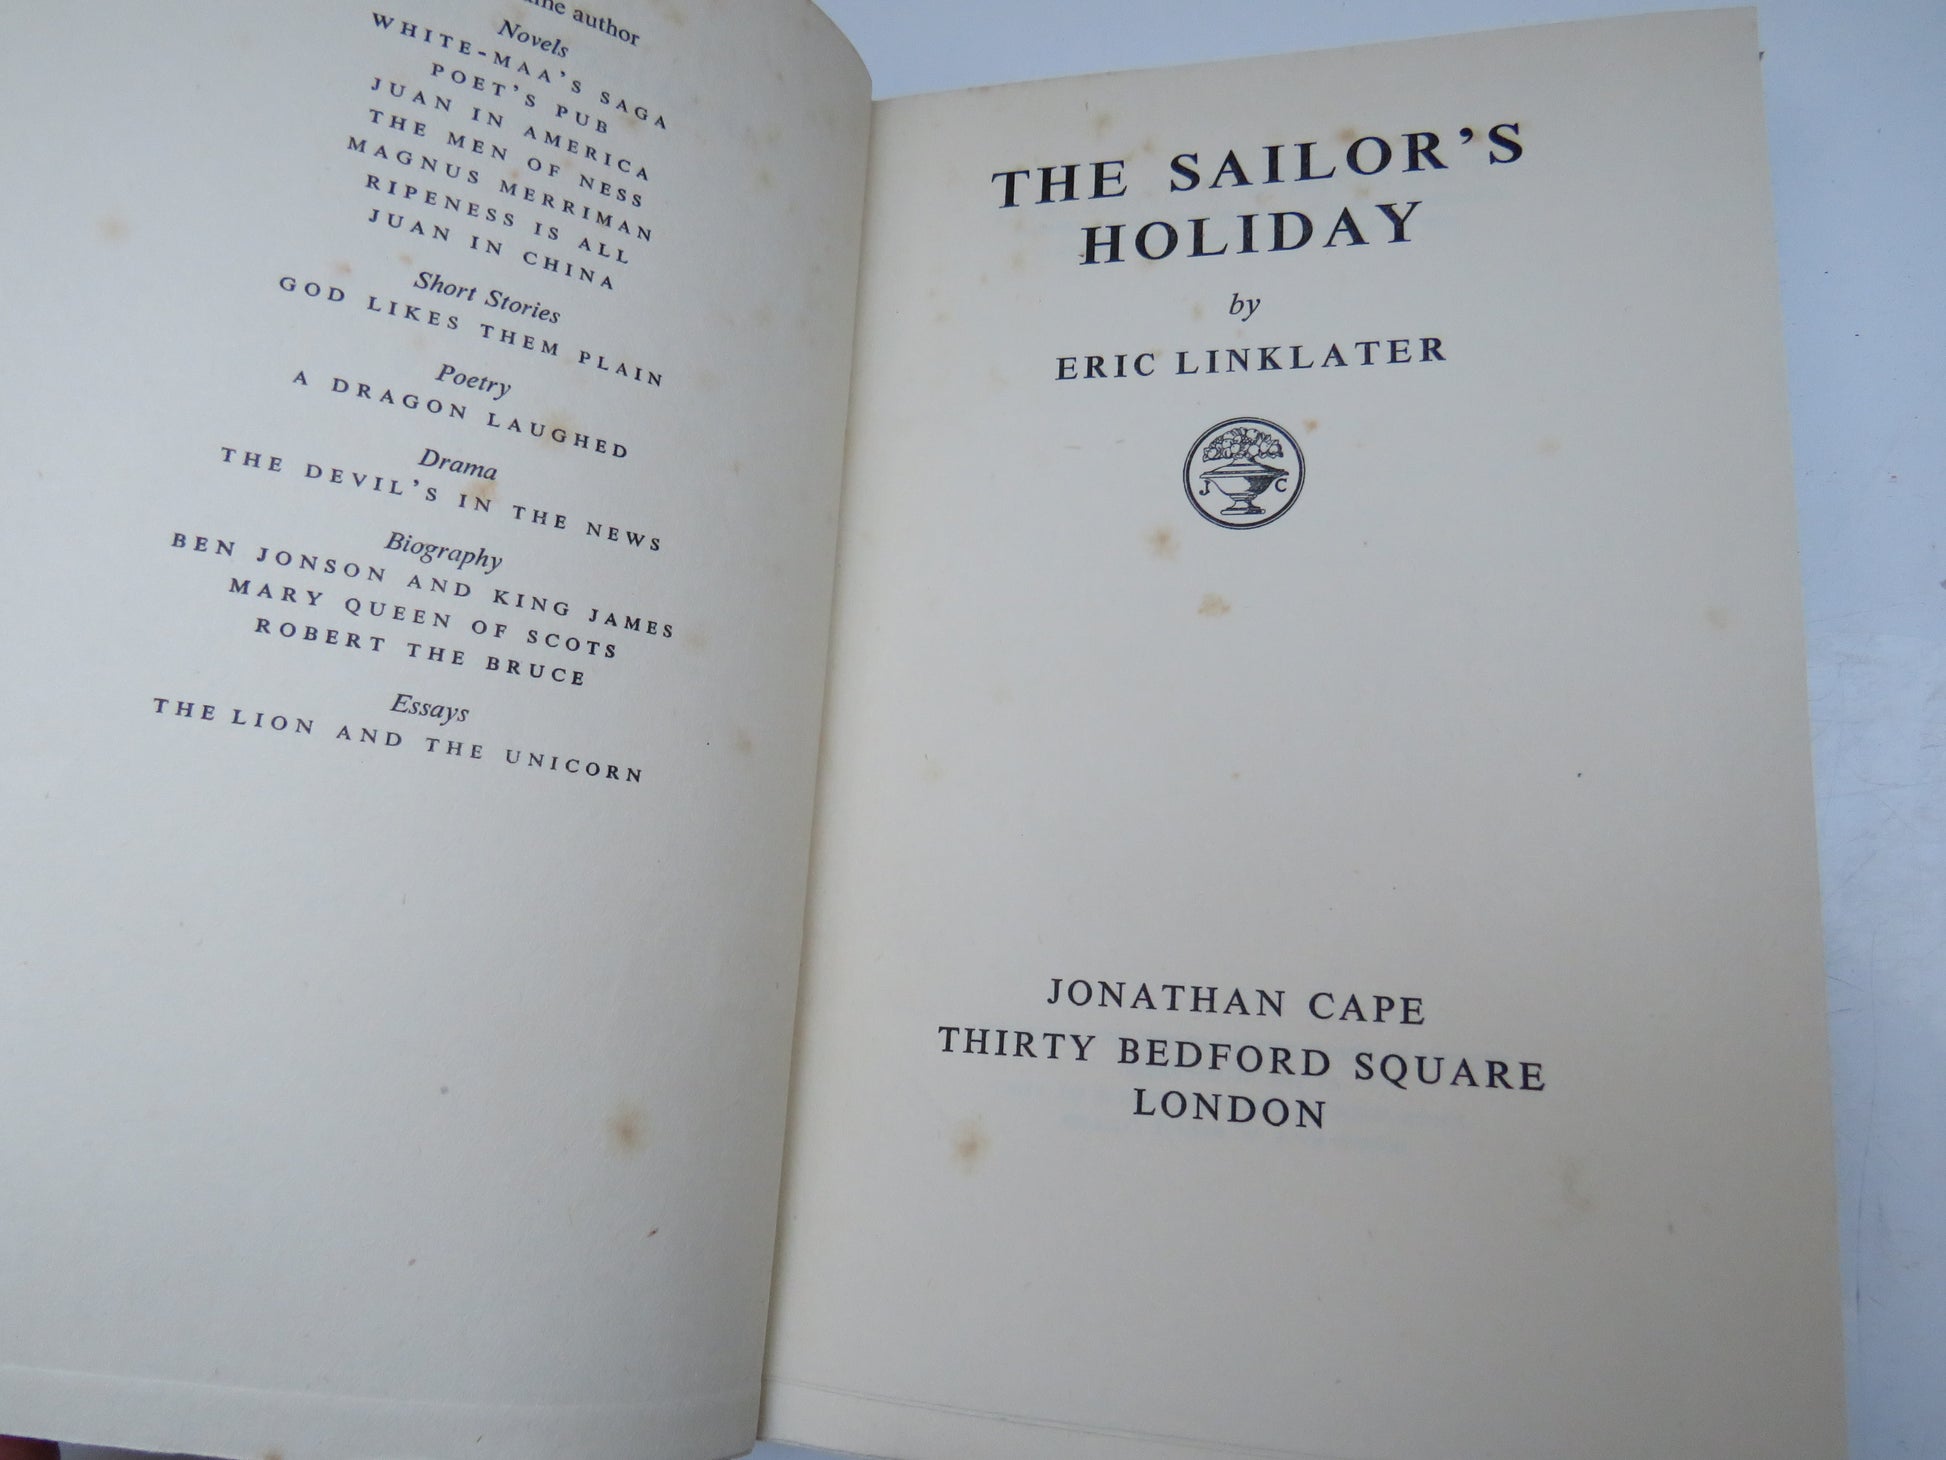 author
Novels
WHITE-MAA'S SAGA
POET'S PUB
JUAN IN AMERICA
THE MEN OF NESS
MAGNUS MERRIMAN
RIPENESS IS ALL
JUAN IN CHINA
Short Stories
GOD LIKES THEM PLAIN
Poetry
A DRAGON LAUGHED
Drama
THE DEVIL'S IN THE NEWS
Biography
BEN JONSON AND KING JAMES
MARY QUEEN OF SCOTS
ROBERT THE BRUCE
Essays
THE LION AND THE UNICORN
THE SAILOR'S
HOLIDAY
by
ERIC LINKLATER
J C
JONATHAN CAPE
THIRTY BEDFORD SQUARE
LONDON